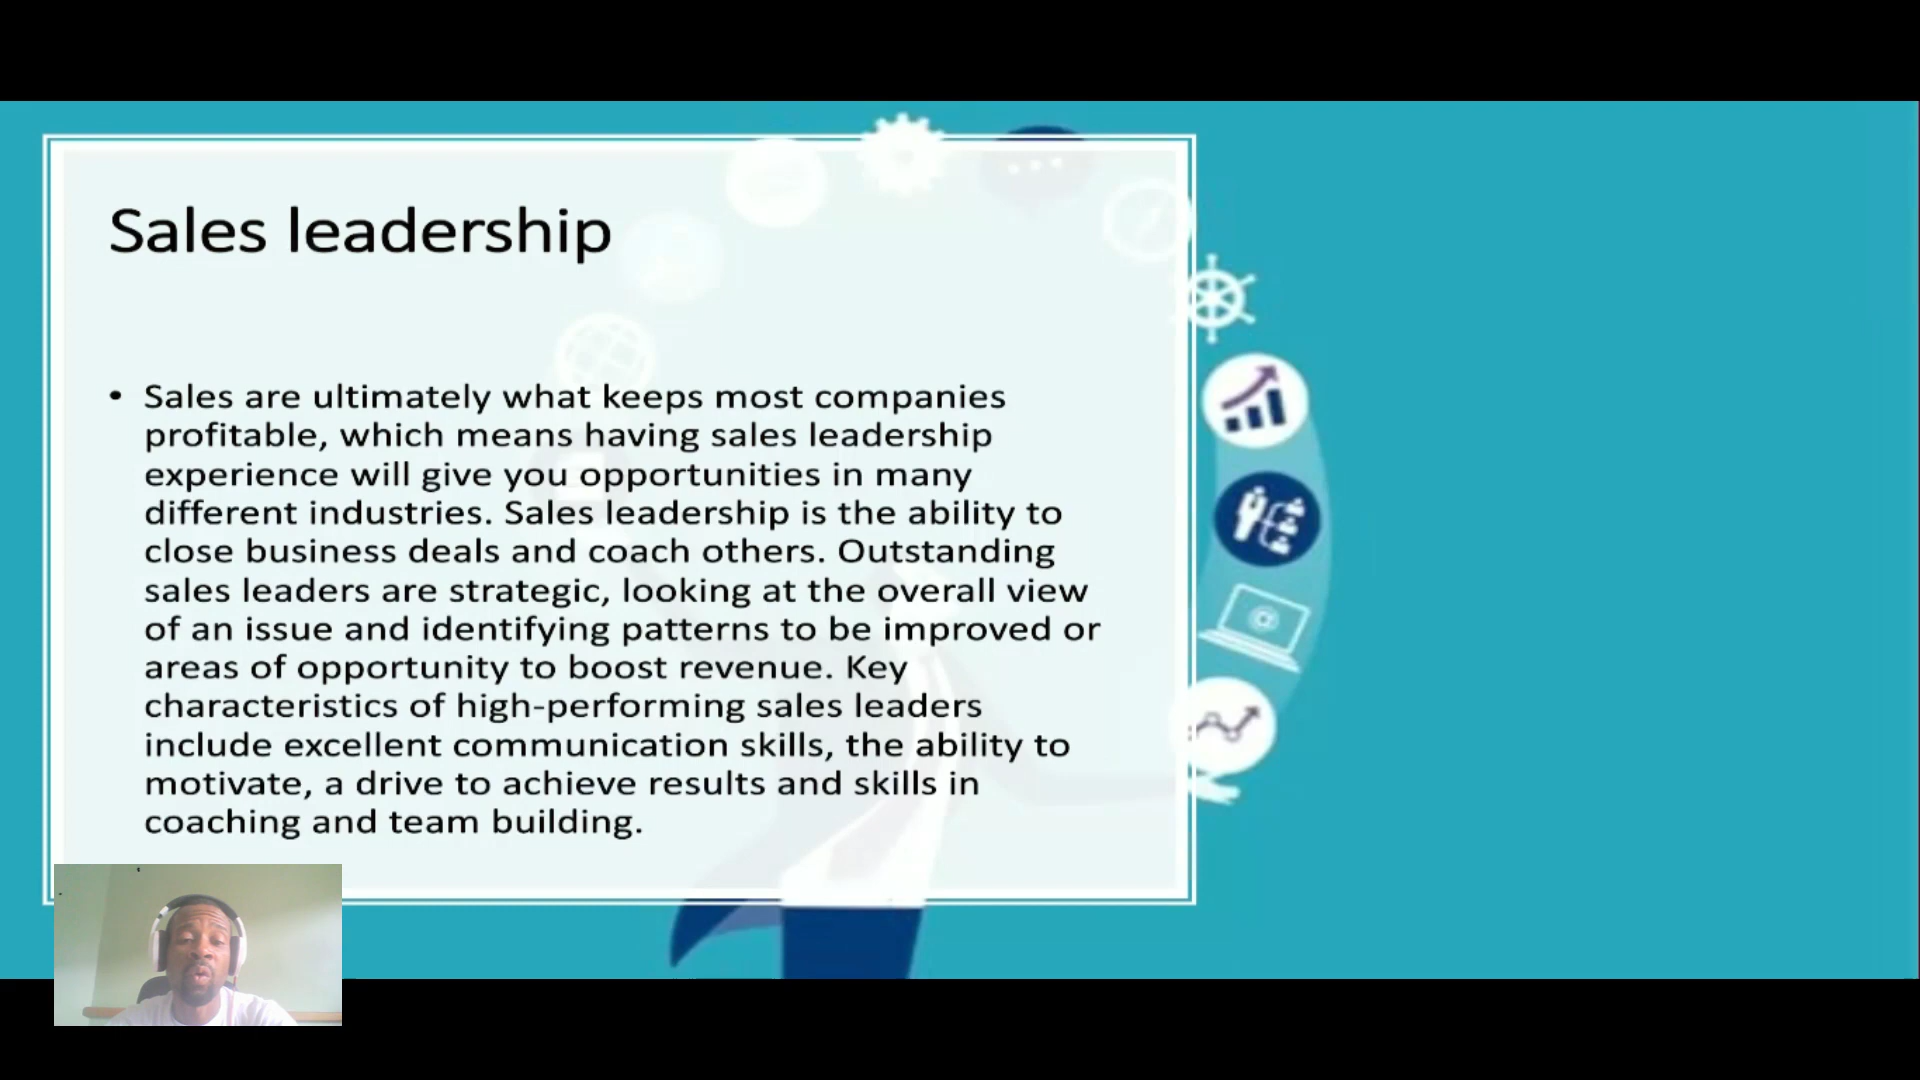 Sales leadership
• Sales are ultimately what keeps most companies
profitable, which means having sales leadership
experience will give you opportunities in many
different industries. Sales leadership is the ability to
close business deals and coach others. Outstanding
sales leaders are strategic, looking at the overall view
of an issue and identifying patterns to be improved or
areas of opportunity to boost revenue. Key
characteristics of high-performing sales leaders
include excellent communication skills, the ability to
motivate, a drive to achieve results and skills in
coaching and team building.